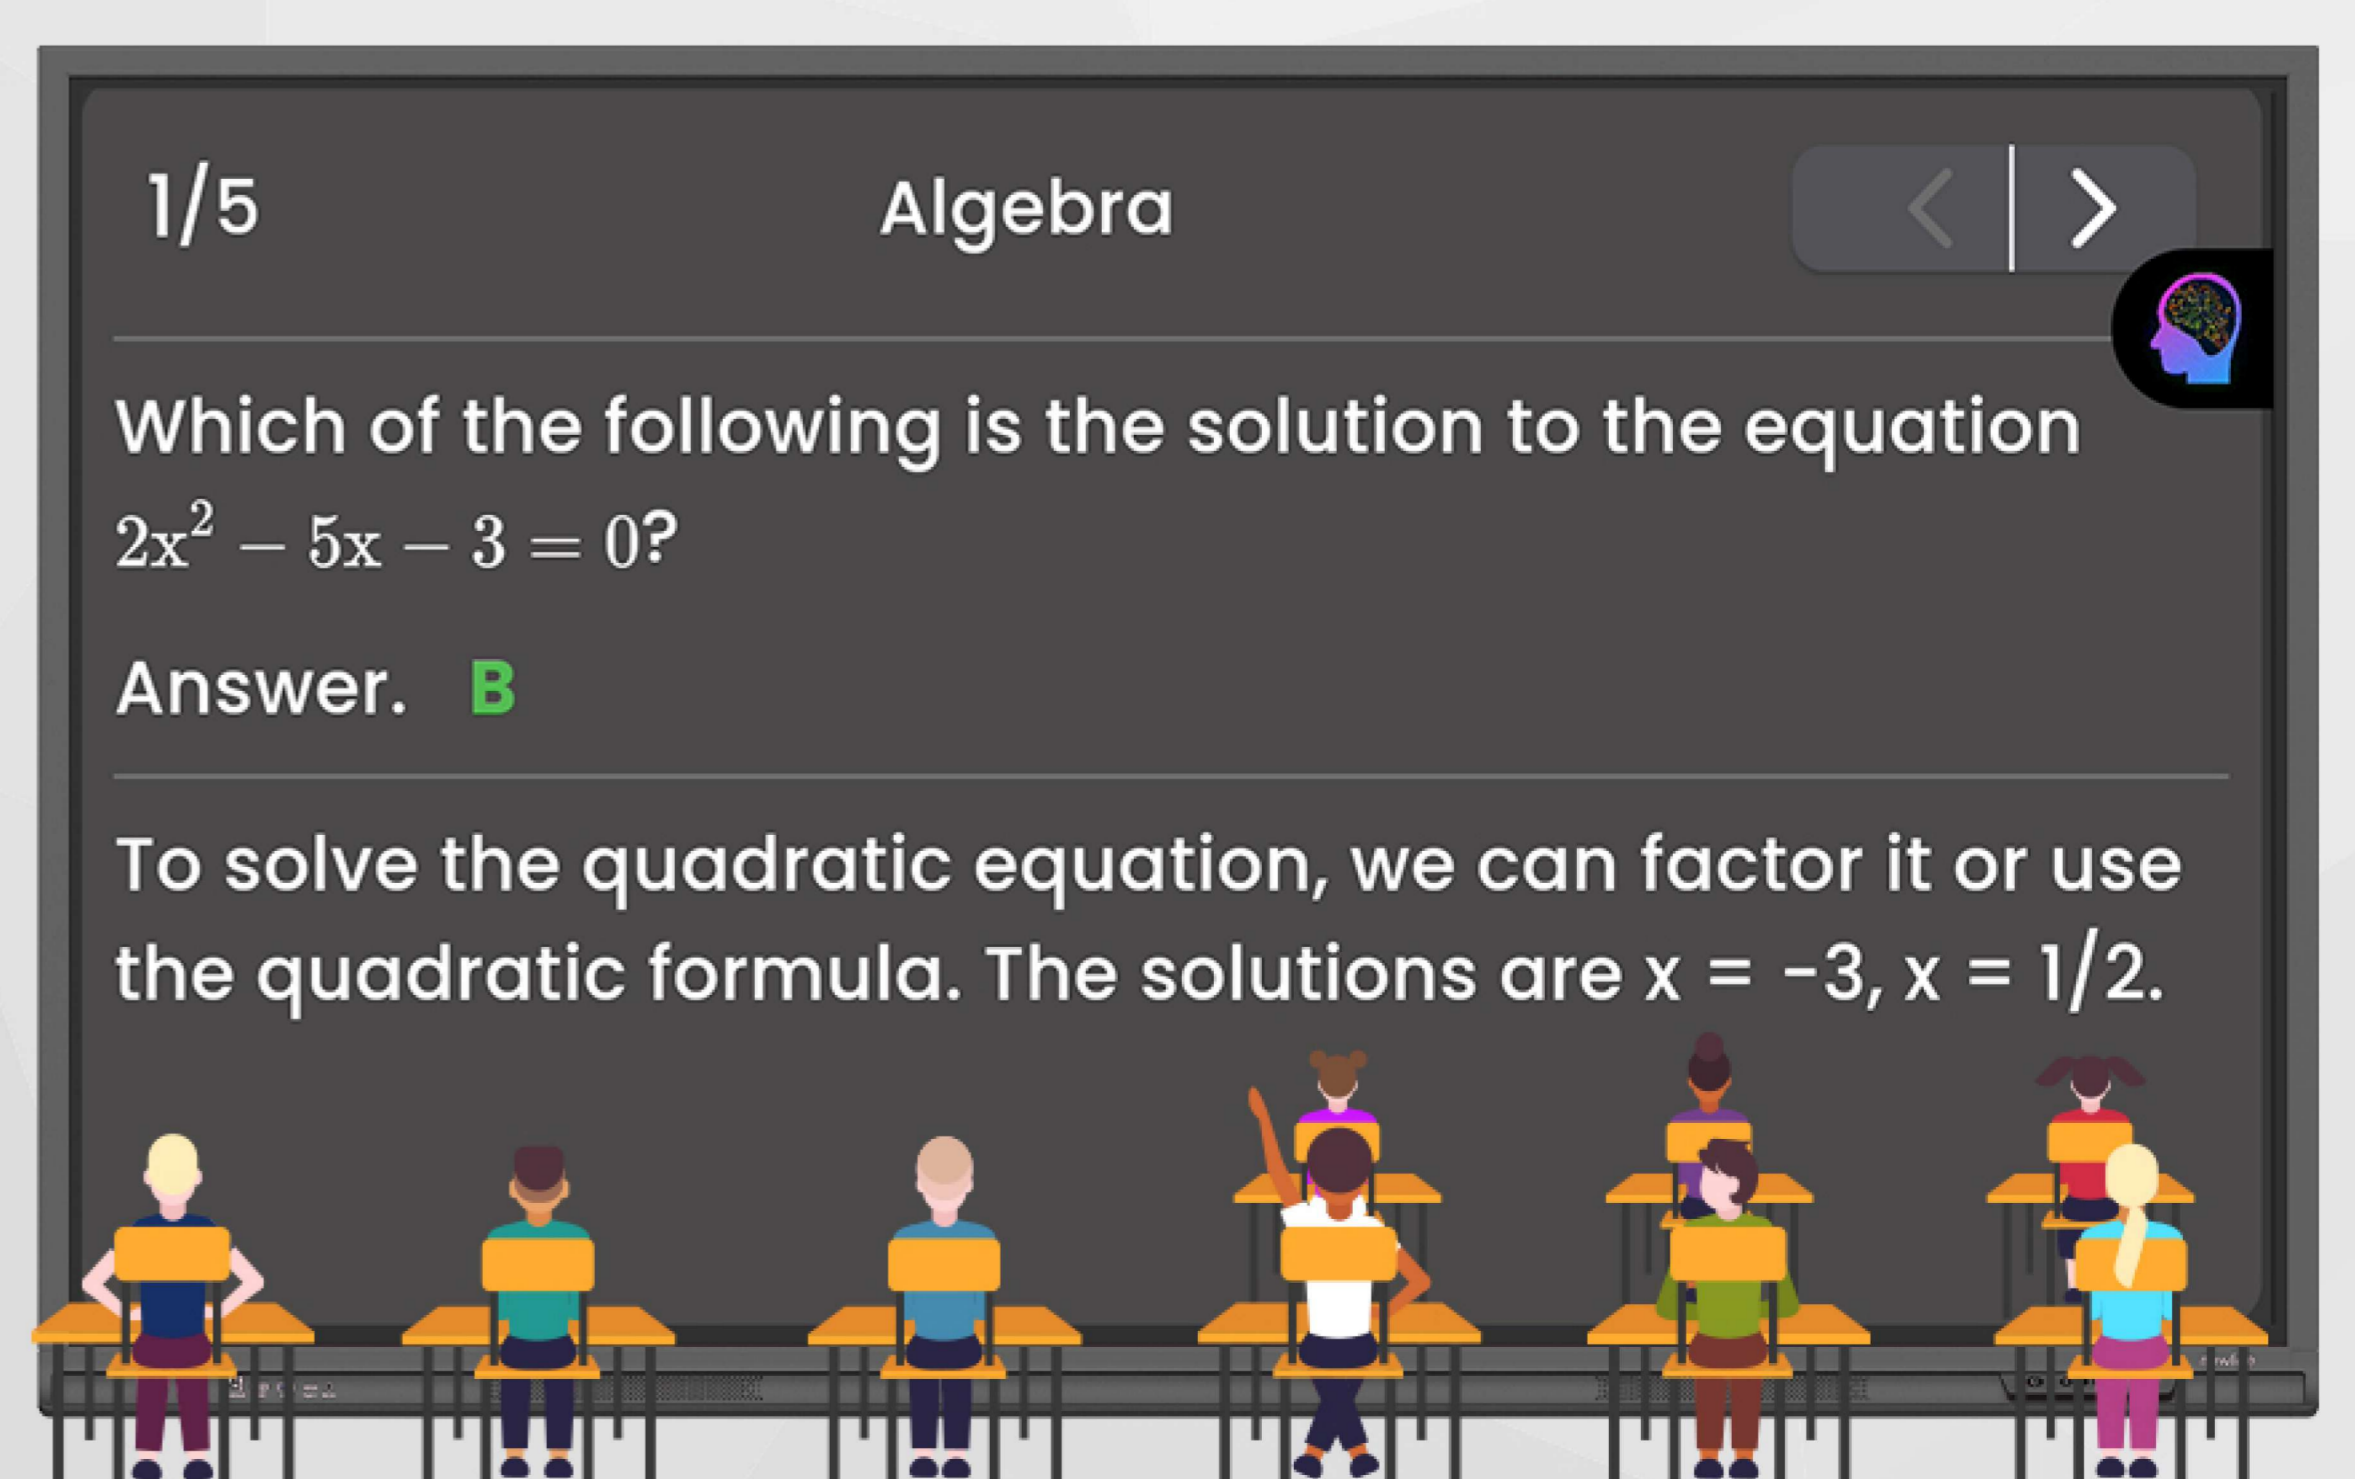 1/5
Algebra
Which of the following is the solution to the equation
2x² − 5x − 3 = 0?
Answer. B
To solve the quadratic equation, we can factor it or use
the quadratic formula. The solutions are x = -3, x = 1/2.
newline